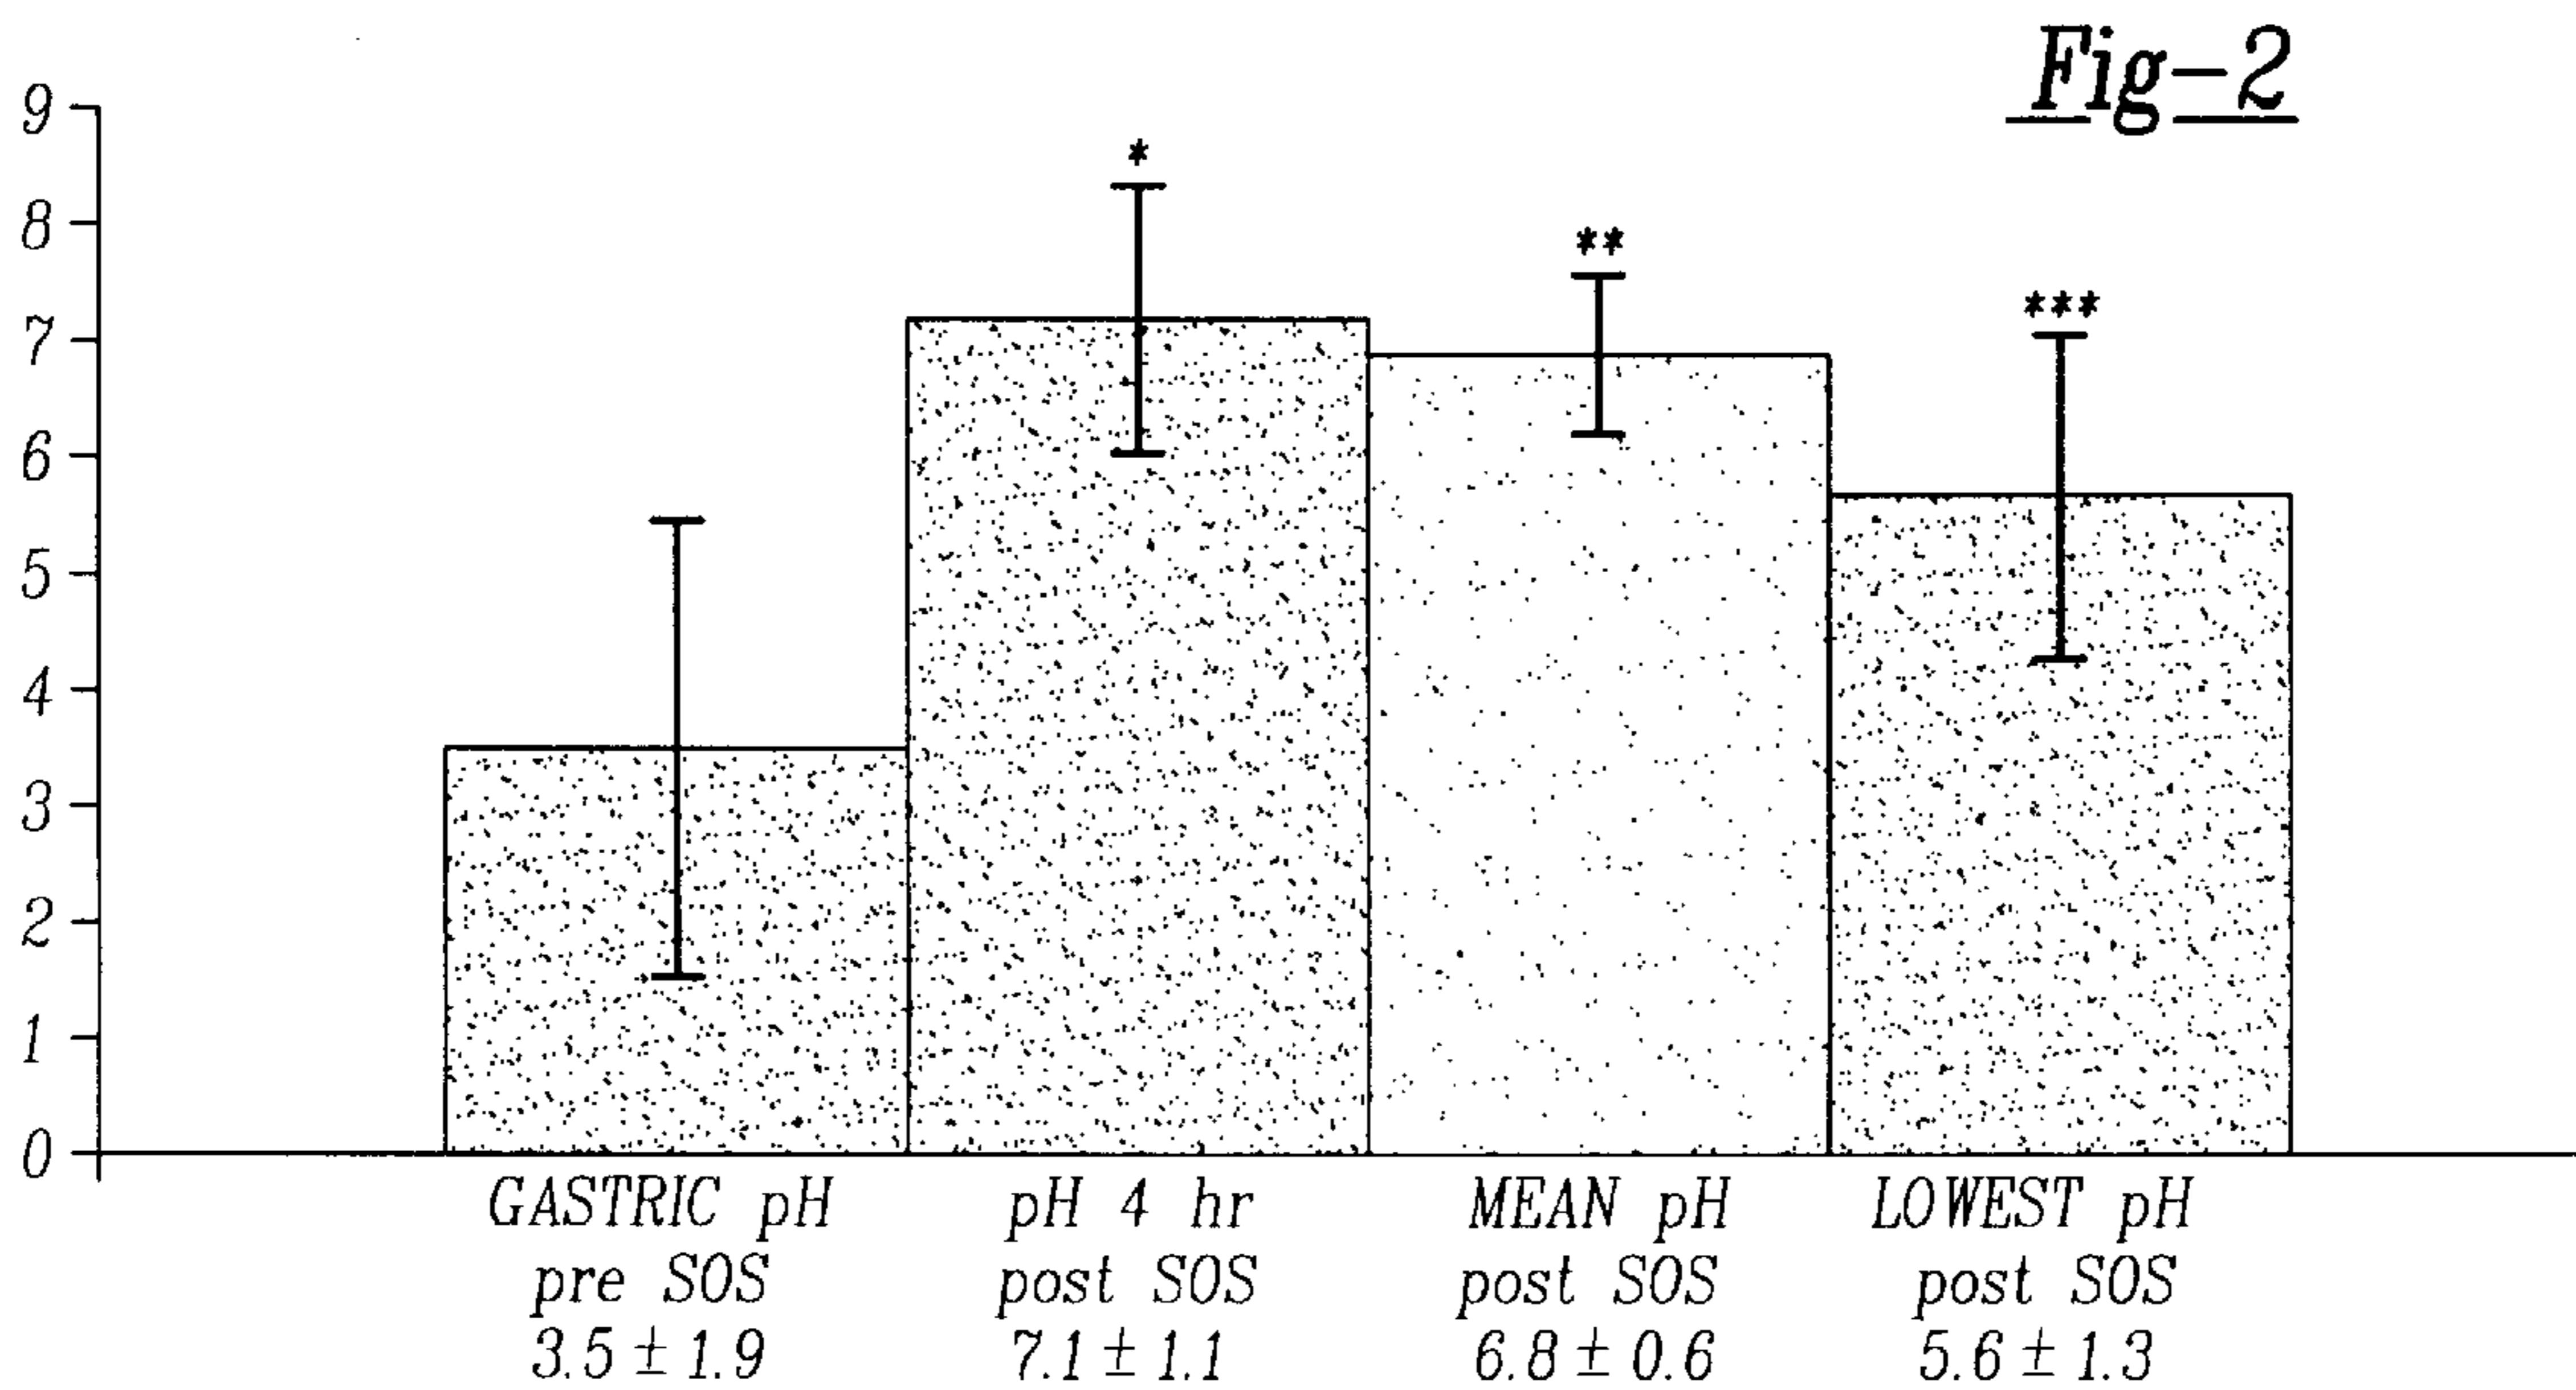 Fig-2
9
8
7
6
5
4
3
2
1
0
*
**
***
GASTRIC pH
pre SOS
3.5 ± 1.9
pH 4 hr
post SOS
7.1 ± 1.1
MEAN pH
post SOS
6.8 ± 0.6
LOWEST pH
post SOS
5.6 ± 1.3